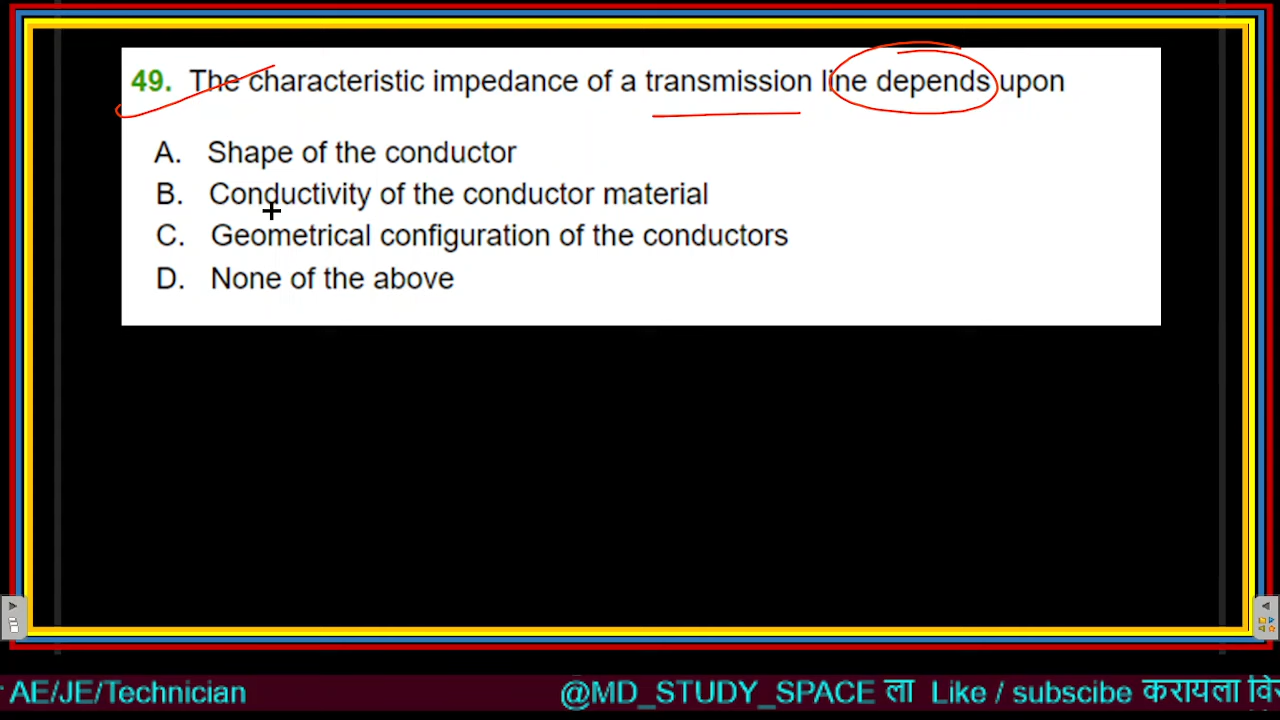 49. The characteristic impedance of a transmission line depends upon
A. Shape of the conductor
B. Conductivity of the conductor material
C. Geometrical configuration of the conductors
D. None of the above
AE/JE/Technician @MD_STUDY_SPACE ला Like / subscibe करायला